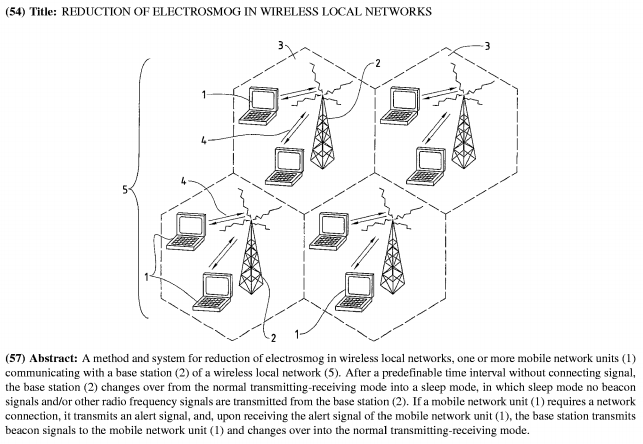 (54) Title: REDUCTION OF ELECTROSMOG IN WIRELESS LOCAL NETWORKS
3
3
2
1
4
5
4
1
2
1
(57) Abstract: A method and system for reduction of electrosmog in wireless local networks, one or more mobile network units (1)
communicating with a base station (2) of a wireless local network (5). After a predefinable time interval without connecting signal,
the base station (2) changes over from the normal transmitting-receiving mode into a sleep mode, in which sleep mode no beacon
signals and/or other radio frequency signals are transmitted from the base station (2). If a mobile network unit (1) requires a network
connection, it transmits an alert signal, and, upon receiving the alert signal of the mobile network unit (1), the base station transmits
beacon signals to the mobile network unit (1) and changes over into the normal transmitting-receiving mode.